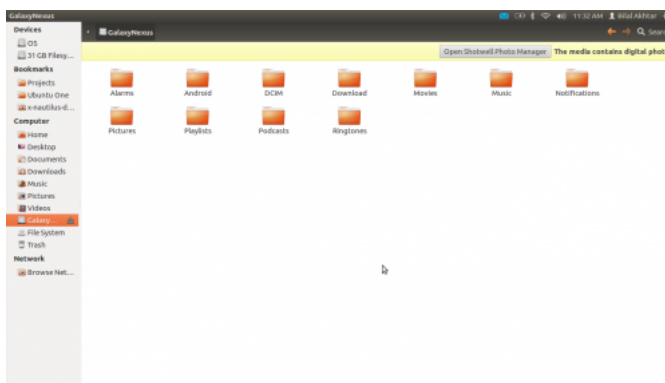 GalaxyNexus
11:32 AM Bilal Akhtar
Devices
OS
31 GB Filesy...
Bookmarks
Projects
Ubuntu One
x-nautilus-d...
Computer
Home
Desktop
Documents
Downloads
Music
Pictures
Videos
Galaxy...
File System
Trash
Network
Browse Net...
GalaxyNexus
Sear
Open Shotwell Photo Manager The media contains digital phot
Alarms Android DCIM Download Movies Music Notifications
Pictures Playlists Podcasts Ringtones